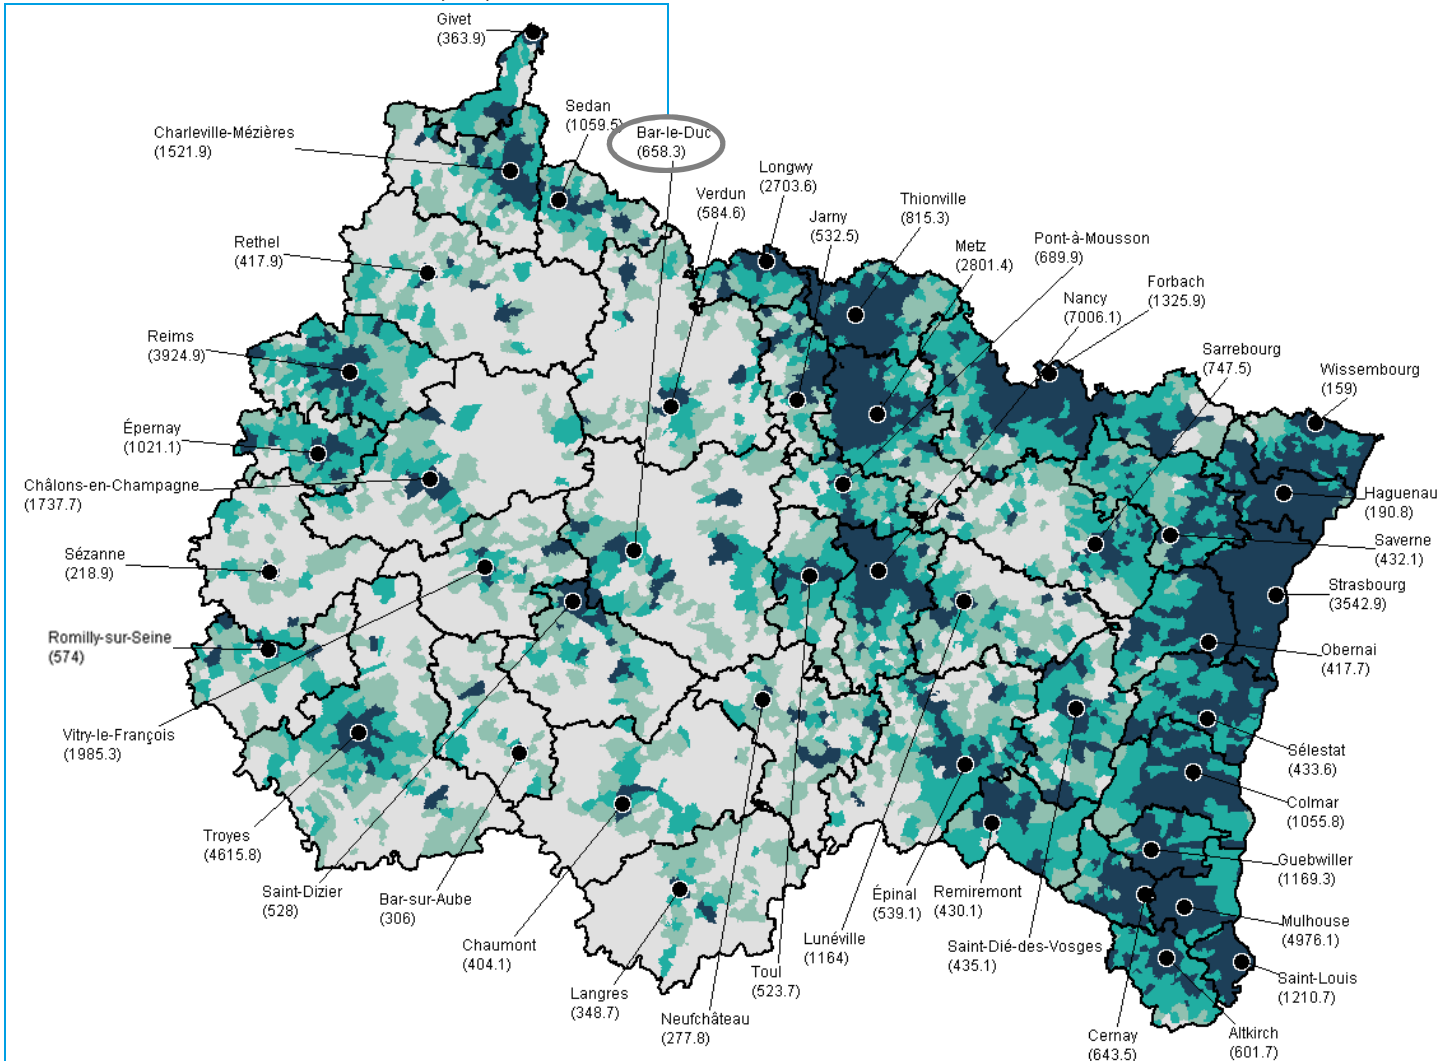 Givet
(363.9)
Sedan
(1059.5)
Charleville-Mézières
(1521.9)
Bar-le-Duc
(658.3)
Longwy
(2703.6)
Verdun
(584.6)
Jarny
(532.5)
Thionville
(815.3)
Metz
(2801.4)
Pont-à-Mousson
(689.9)
Nancy
(7006.1)
Forbach
(1325.9)
Rethel
(417.9)
Reims
(3924.9)
Sarrebourg
(747.5)
Wissembourg
(159)
Épernay
(1021.1)
Châlons-en-Champagne
(1737.7)
Haguenau
(190.8)
Saverne
(432.1)
Sézanne
(218.9)
Strasbourg
(3542.9)
Romilly-sur-Seine
(574)
Obernai
(417.7)
Vitry-le-François
(1985.3)
Sélestat
(433.6)
Colmar
(1055.8)
Troyes
(4615.8)
Guebwiller
(1169.3)
Saint-Dizier
(528)
Bar-sur-Aube
(306)
Épinal
(539.1)
Remiremont
(430.1)
Mulhouse
(4976.1)
Chaumont
(404.1)
Lunéville
(1164)
Saint-Dié-des-Vosges
(435.1)
Toul
(523.7)
Saint-Louis
(1210.7)
Langres
(348.7)
Neufchâteau
(277.8)
Cernay
(643.5)
Altkirch
(601.7)